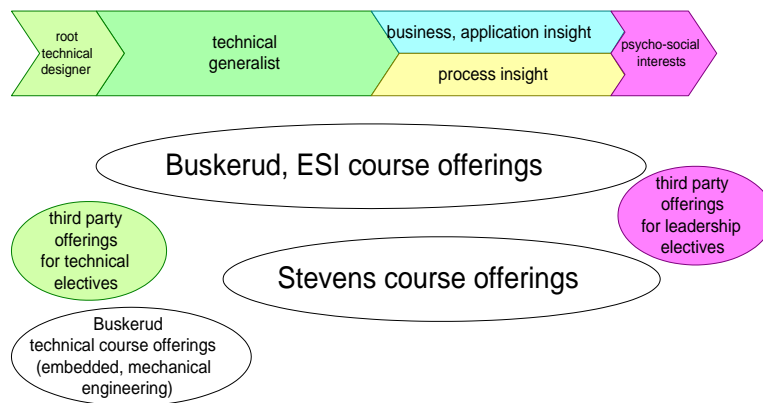 root
technical
designer
technical
generalist
business, application insight
process insight
psycho-social
interests
Buskerud, ESI course offerings
third party
offerings
for leadership
electives
third party
offerings
for technical
electives
Stevens course offerings
Buskerud
technical course offerings
(embedded, mechanical
engineering)